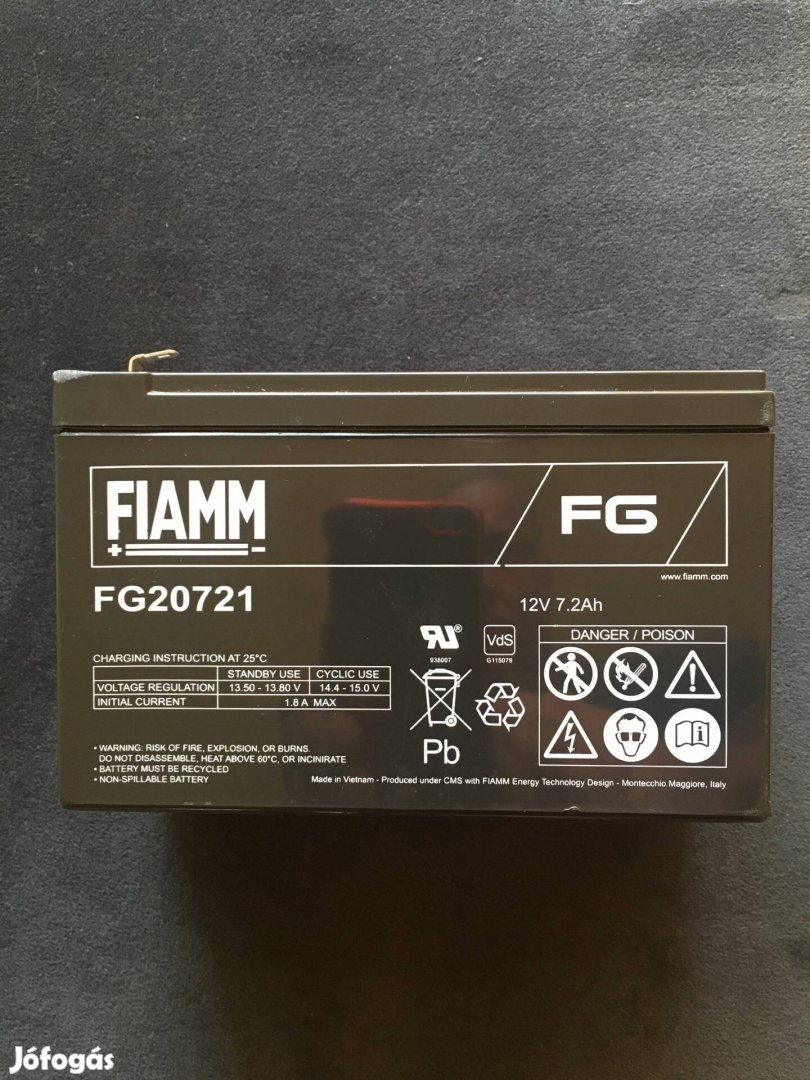 FIAMM
FG
www.fiamm.com
FG20721
12V 7.2Ah
CHARGING INSTRUCTION AT 25°C
STANDBY USE CYCLIC USE
VOLTAGE REGULATION 13.50 - 13.80 V 14.4 - 15.0 V
INITIAL CURRENT 1.8 A MAX
938007
VdS
G115079
DANGER / POISON
Pb
• WARNING: RISK OF FIRE, EXPLOSION, OR BURNS.
DO NOT DISASSEMBLE, HEAT ABOVE 60°C, OR INCINIRATE
• BATTERY MUST BE RECYCLED
• NON-SPILLABLE BATTERY
Made in Vietnam - Produced under CMS with FIAMM Energy Technology Design - Montecchio Maggiore, Italy
Jófogás